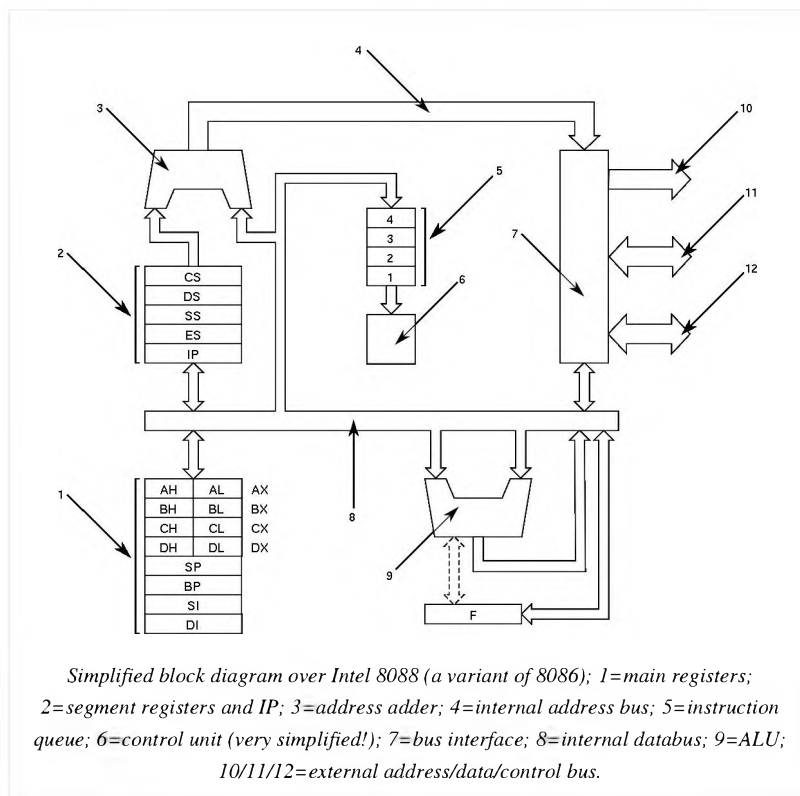 4
3
10
5
11
4
3
2
1
7
2
12
6
CS
DS
SS
ES
IP
1
AH AL AX
BH BL BX
CH CL CX
DH DL DX
8
SP
BP
9
SI
F
DI
Simplified block diagram over Intel 8088 (a variant of 8086); 1=main registers;
2=segment registers and IP; 3=address adder; 4=internal address bus; 5=instruction
queue; 6=control unit (very simplified!); 7=bus interface; 8=internal databus; 9=ALU;
10/11/12=external address/data/control bus.